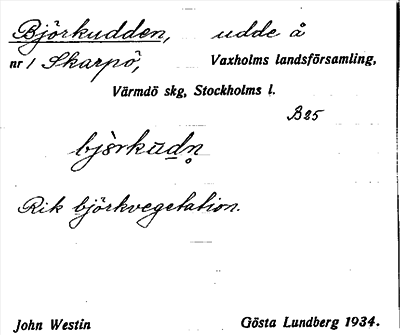 Björkudden, udde å
nr 1 Skarpö, Vaxholms landsförsamling,
Värmdö skg, Stockholms l.
B25
bjö̀rkudn̥
Rik björkvegetation.
John Westin Gösta Lundberg 1934.